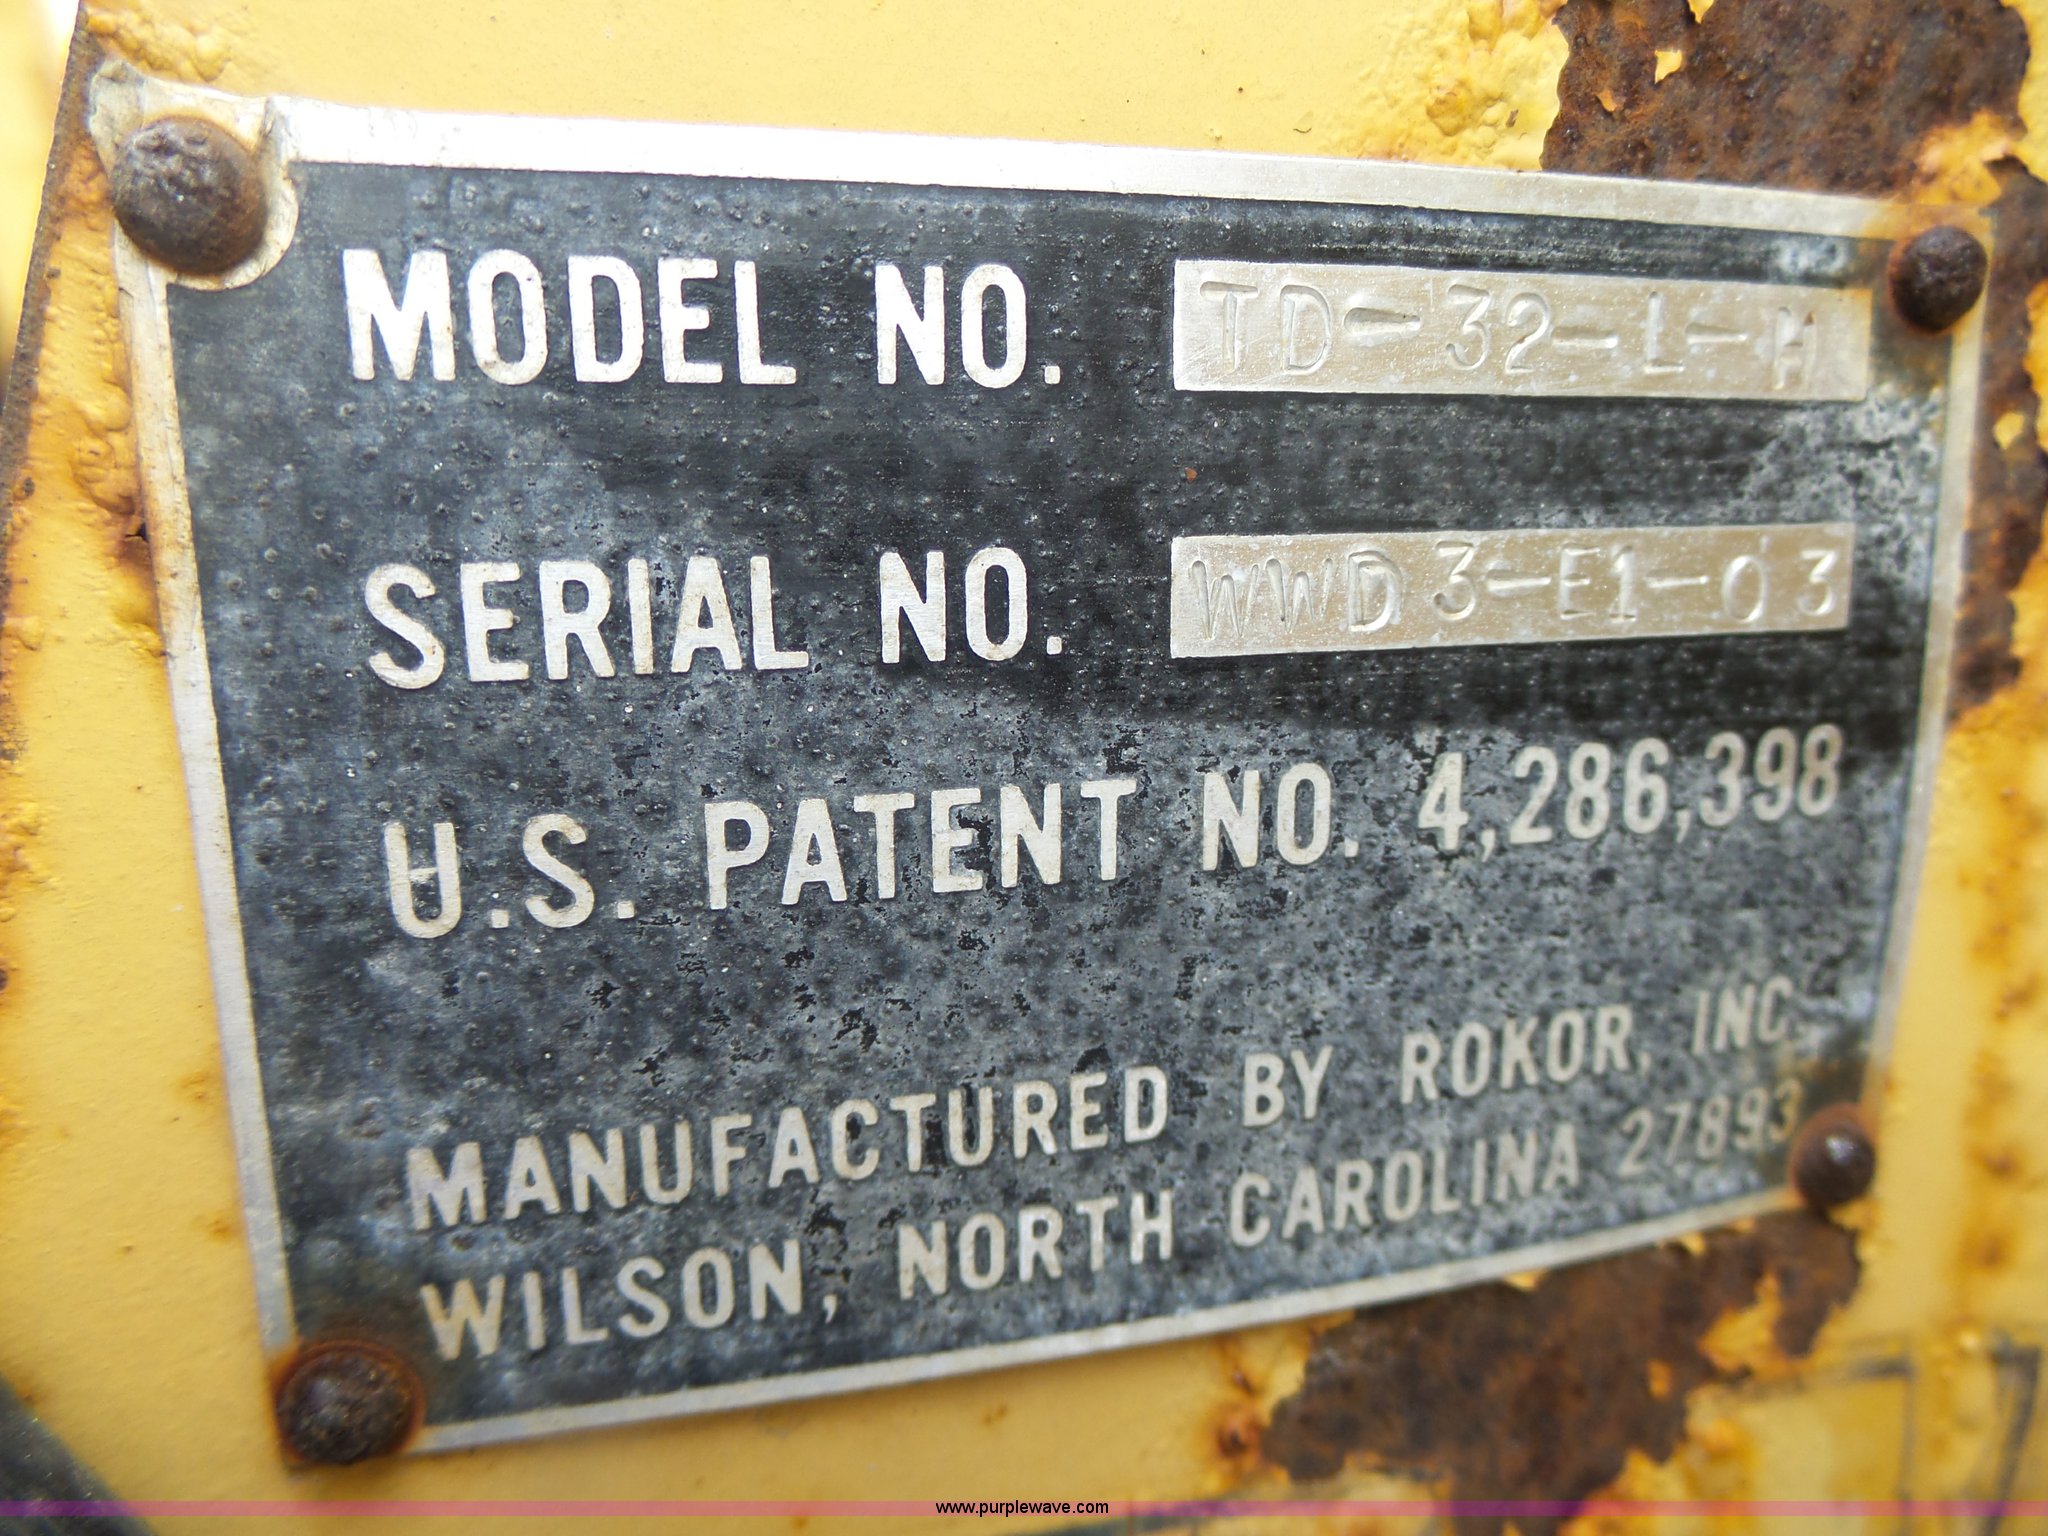 MODEL NO. TD-32-L-H
SERIAL NO. WWD3-E1-03
U.S. PATENT NO. 4,286,398
MANUFACTURED BY ROKOR, INC.
WILSON, NORTH CAROLINA 27893
www.purplewave.com